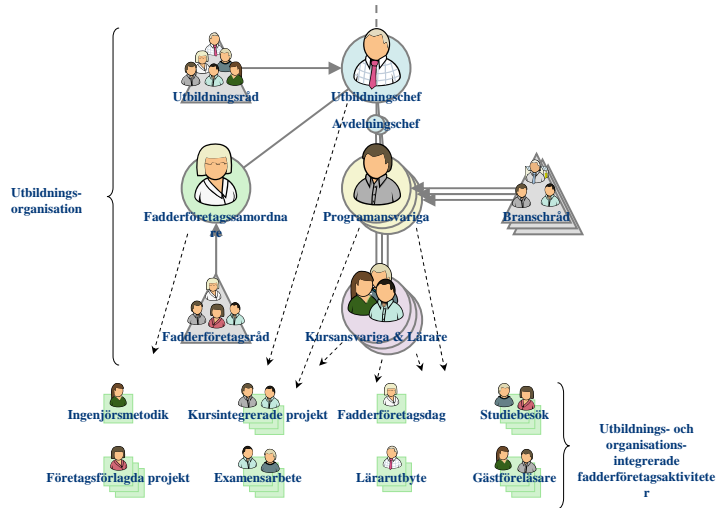 Utbildningsråd
Utbildningschef
Avdelningschef
Utbildnings-
organisation
Fadderföretagssamordna
re
Programansvariga
Branschråd
Fadderföretagsråd
Kursansvariga & Lärare
Ingenjörsmetodik
Kursintegrerade projekt
Fadderföretagsdag
Studiebesök
Företagsförlagda projekt
Examensarbete
Lärarutbyte
Gästföreläsare
Utbildnings- och
organisations-
integrerade
fadderföretagsaktivitete
r